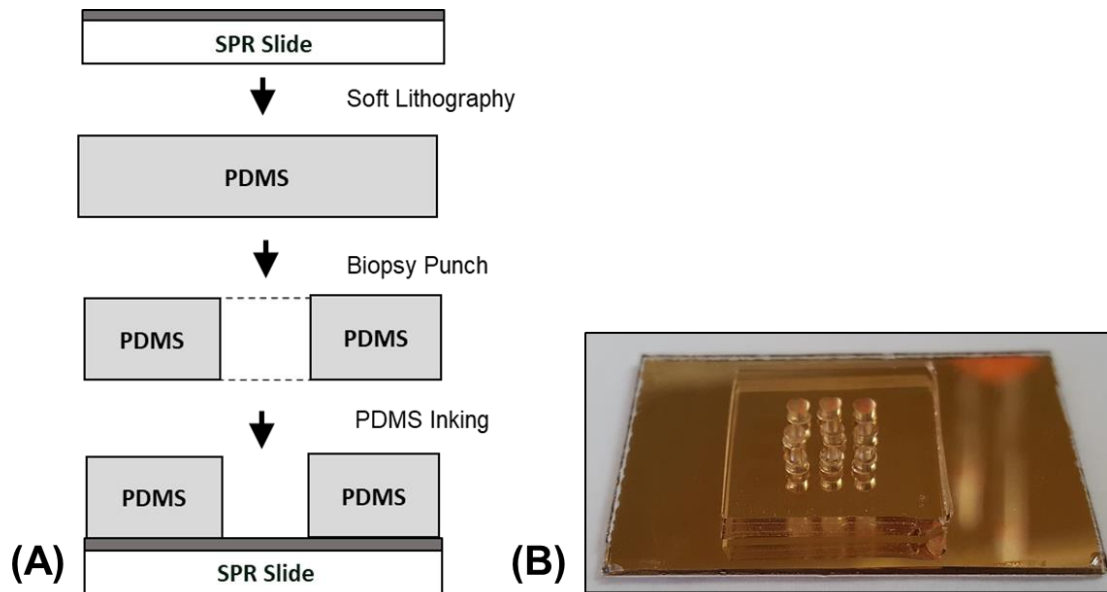 SPR Slide
Soft Lithography
PDMS
Biopsy Punch
PDMS PDMS
PDMS Inking
PDMS PDMS
SPR Slide
(A) (B)